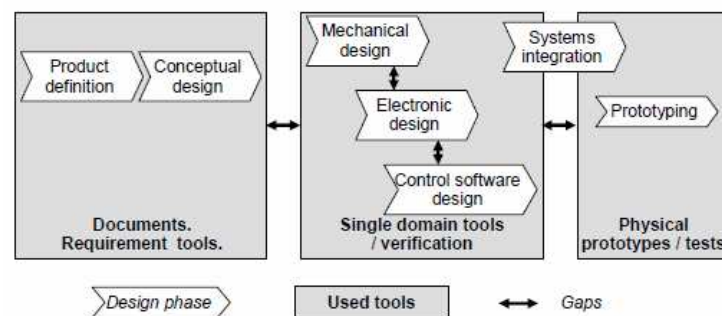 Product
definition
Conceptual
design
Documents.
Requirement tools.
Mechanical
design
Electronic
design
Control software
design
Single domain tools
/ verification
Systems
integration
Prototyping
Physical
prototypes / tests
Design phase
Used tools
Gaps